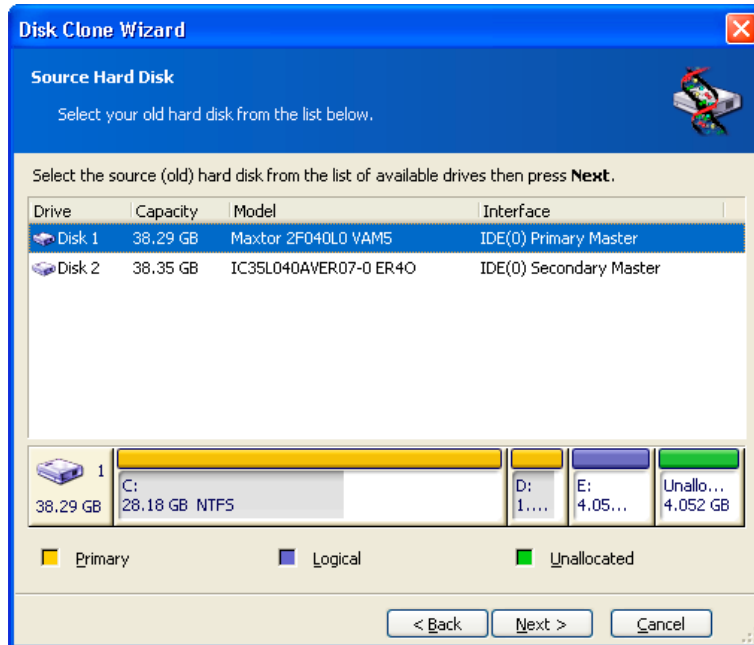 Disk Clone Wizard
Source Hard Disk
Select your old hard disk from the list below.
Select the source (old) hard disk from the list of available drives then press Next.
Drive Capacity Model Interface
Disk 1 38.29 GB Maxtor 2F040L0 VAM5 IDE(0) Primary Master
Disk 2 38.35 GB IC35L040AVER07-0 ER4O IDE(0) Secondary Master
1
38.29 GB
C:
28.18 GB NTFS
D:
1....
E:
4.05...
Unallo...
4.052 GB
Primary Logical Unallocated
< Back Next > Cancel